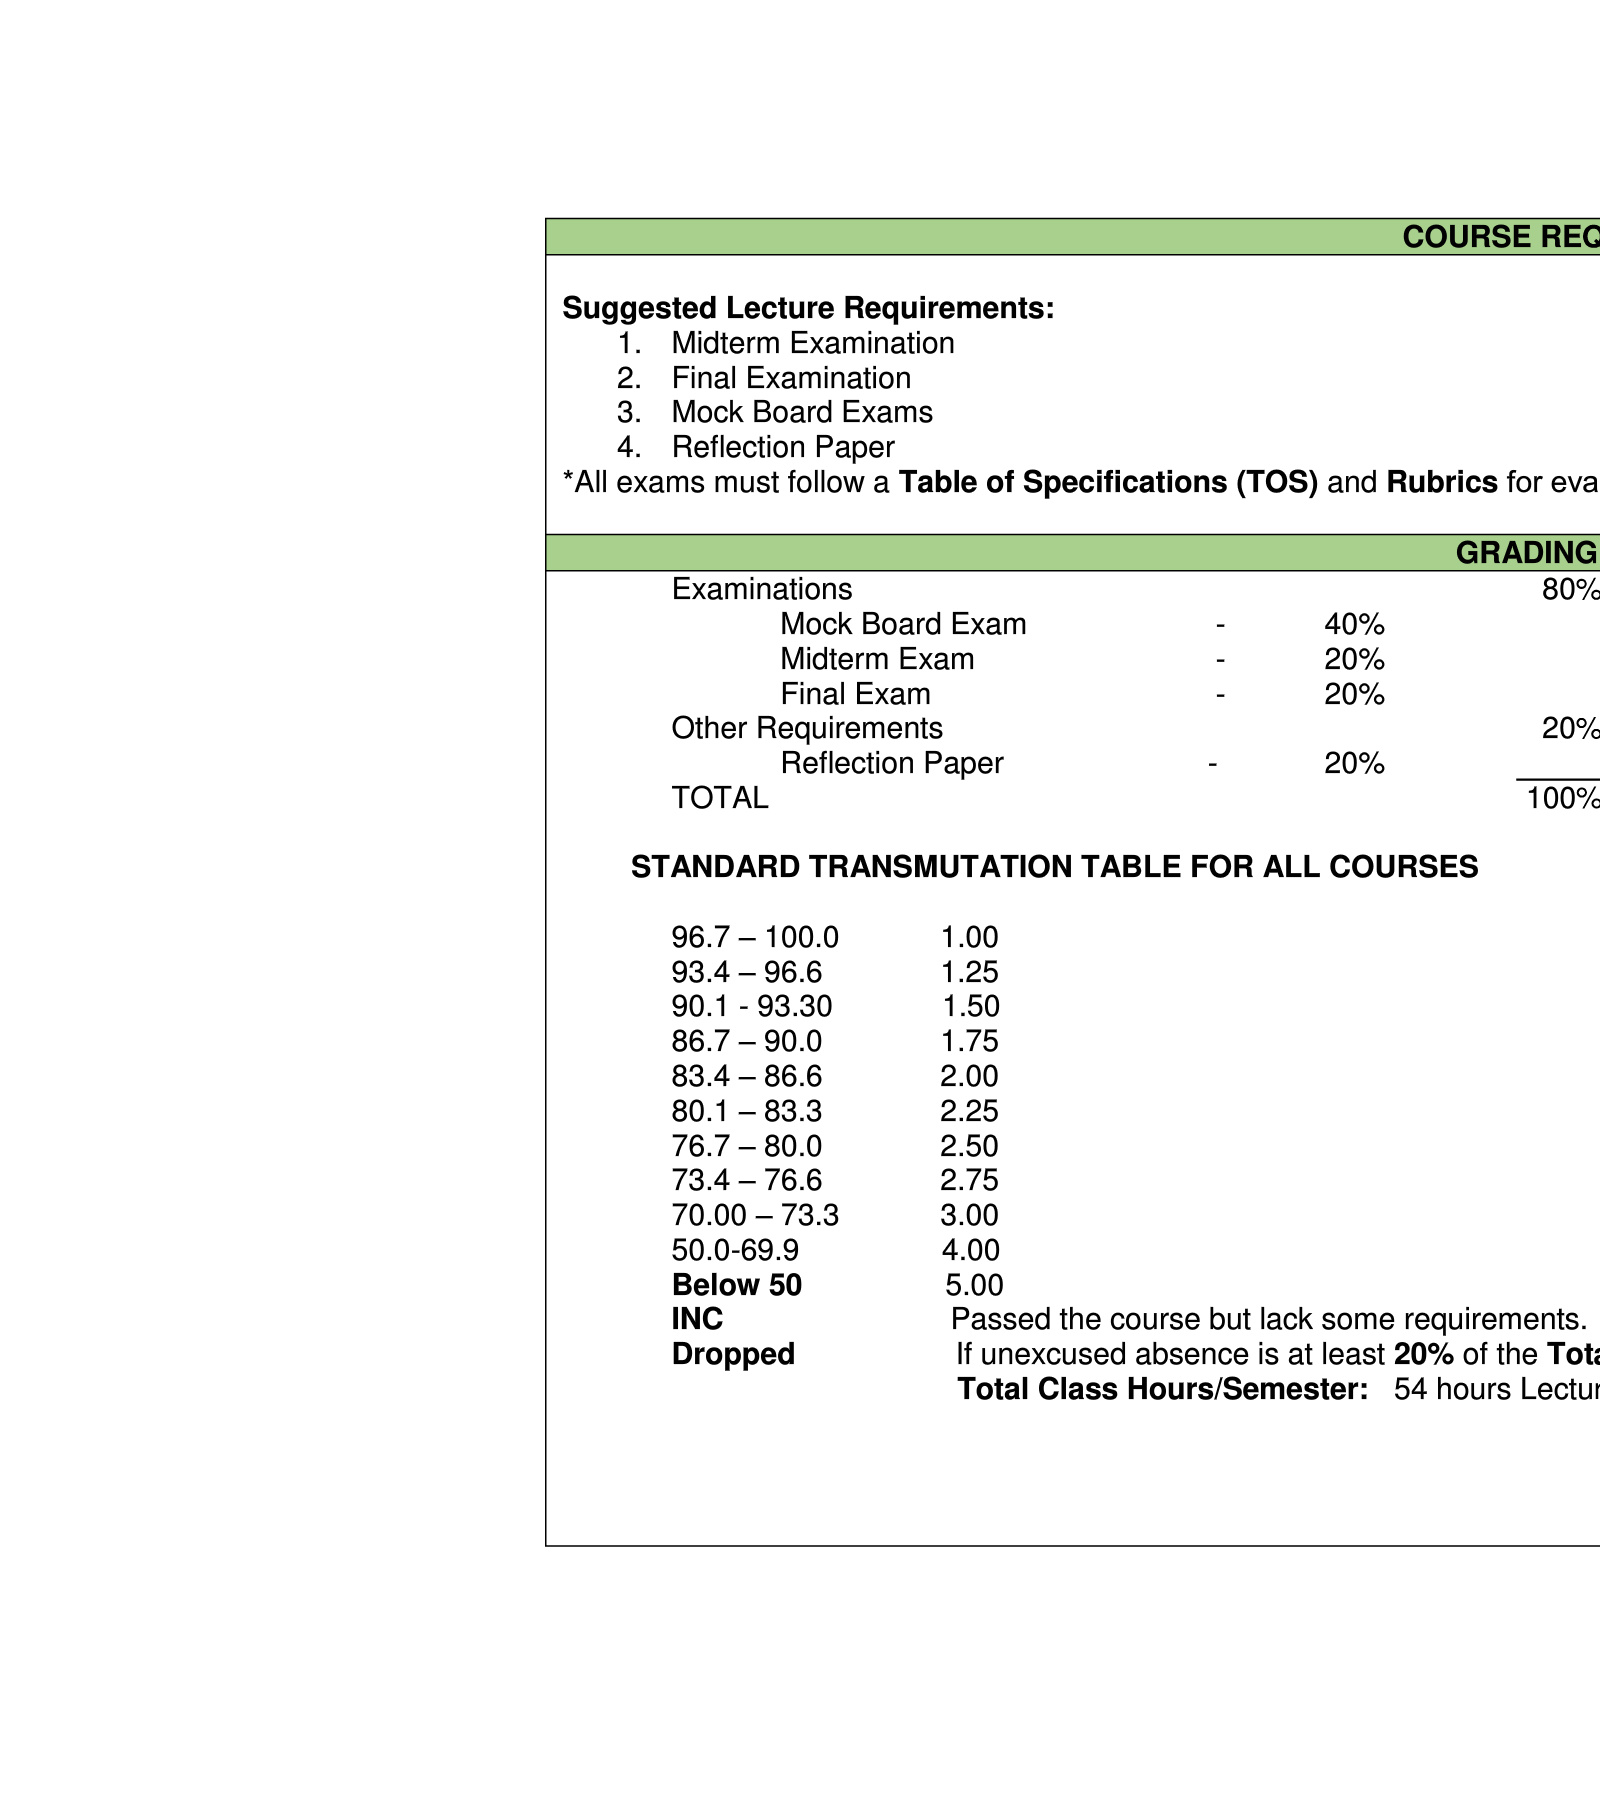 COURSE REQ
Suggested Lecture Requirements:
1. Midterm Examination
2. Final Examination
3. Mock Board Exams
4. Reflection Paper
*All exams must follow a Table of Specifications (TOS) and Rubrics for eva
GRADING
Examinations 80%
Mock Board Exam - 40%
Midterm Exam - 20%
Final Exam - 20%
Other Requirements 20%
Reflection Paper - 20%
TOTAL 100%
STANDARD TRANSMUTATION TABLE FOR ALL COURSES
96.7 – 100.0 1.00
93.4 – 96.6 1.25
90.1 - 93.30 1.50
86.7 – 90.0 1.75
83.4 – 86.6 2.00
80.1 – 83.3 2.25
76.7 – 80.0 2.50
73.4 – 76.6 2.75
70.00 – 73.3 3.00
50.0-69.9 4.00
Below 50 5.00
INC Passed the course but lack some requirements.
Dropped If unexcused absence is at least 20% of the Tota
Total Class Hours/Semester: 54 hours Lectur